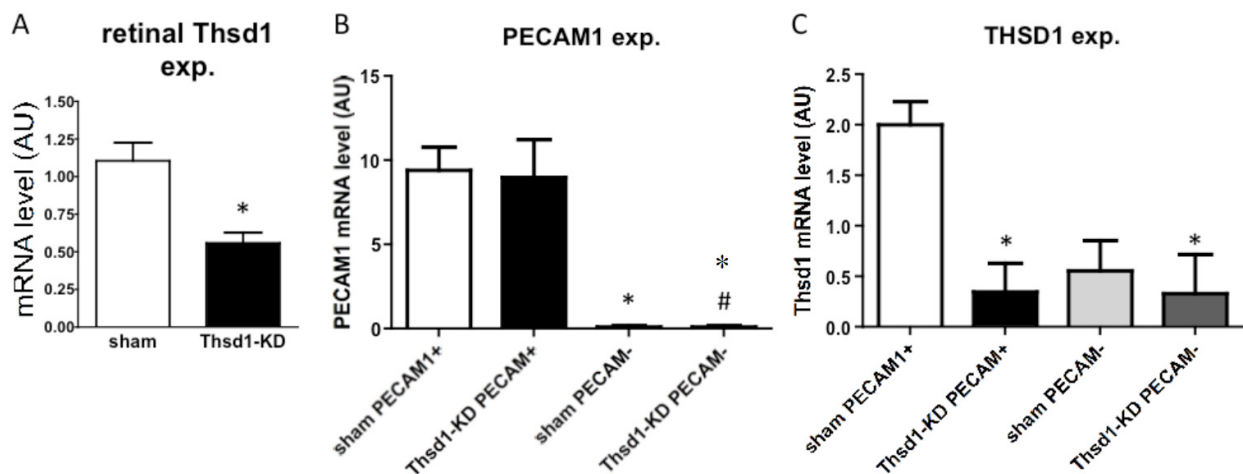 A
retinal Thsd1
exp.
mRNA level (AU)
1.50
1.25
1.00
0.75
0.50
0.25
0.00
*
sham
Thsd1-KD
B
PECAM1 exp.
PECAM1 mRNA level (AU)
15
10
5
0
*
*
#
sham PECAM1+
Thsd1-KD PECAM+
sham PECAM-
Thsd1-KD PECAM-
C
THSD1 exp.
Thsd1 mRNA level (AU)
2.5
2.0
1.5
1.0
0.5
0.0
*
*
sham PECAM1+
Thsd1-KD PECAM+
sham PECAM-
Thsd1-KD PECAM-